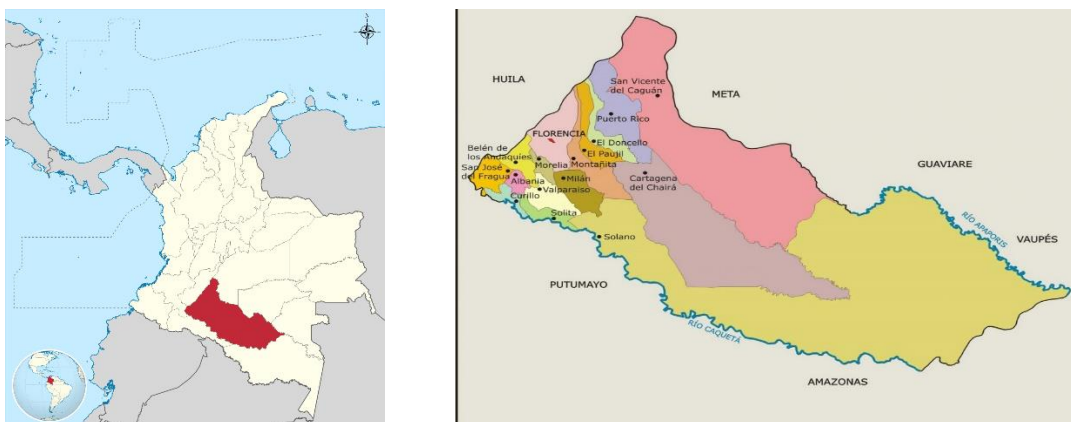 HUILA
META
San Vicente
del Caguán
Puerto Rico
FLORENCIA
El Doncello
Belén de
los Andaquíes
El Paujil
San José
del Fragua
Morelia
Montañita
Albania
Milán
Cartagena
del Chairá
Curillo
Valparaiso
Solita
Solano
GUAVIARE
RÍO APAPORIS
VAUPÉS
PUTUMAYO
RÍO CAQUETÁ
AMAZONAS